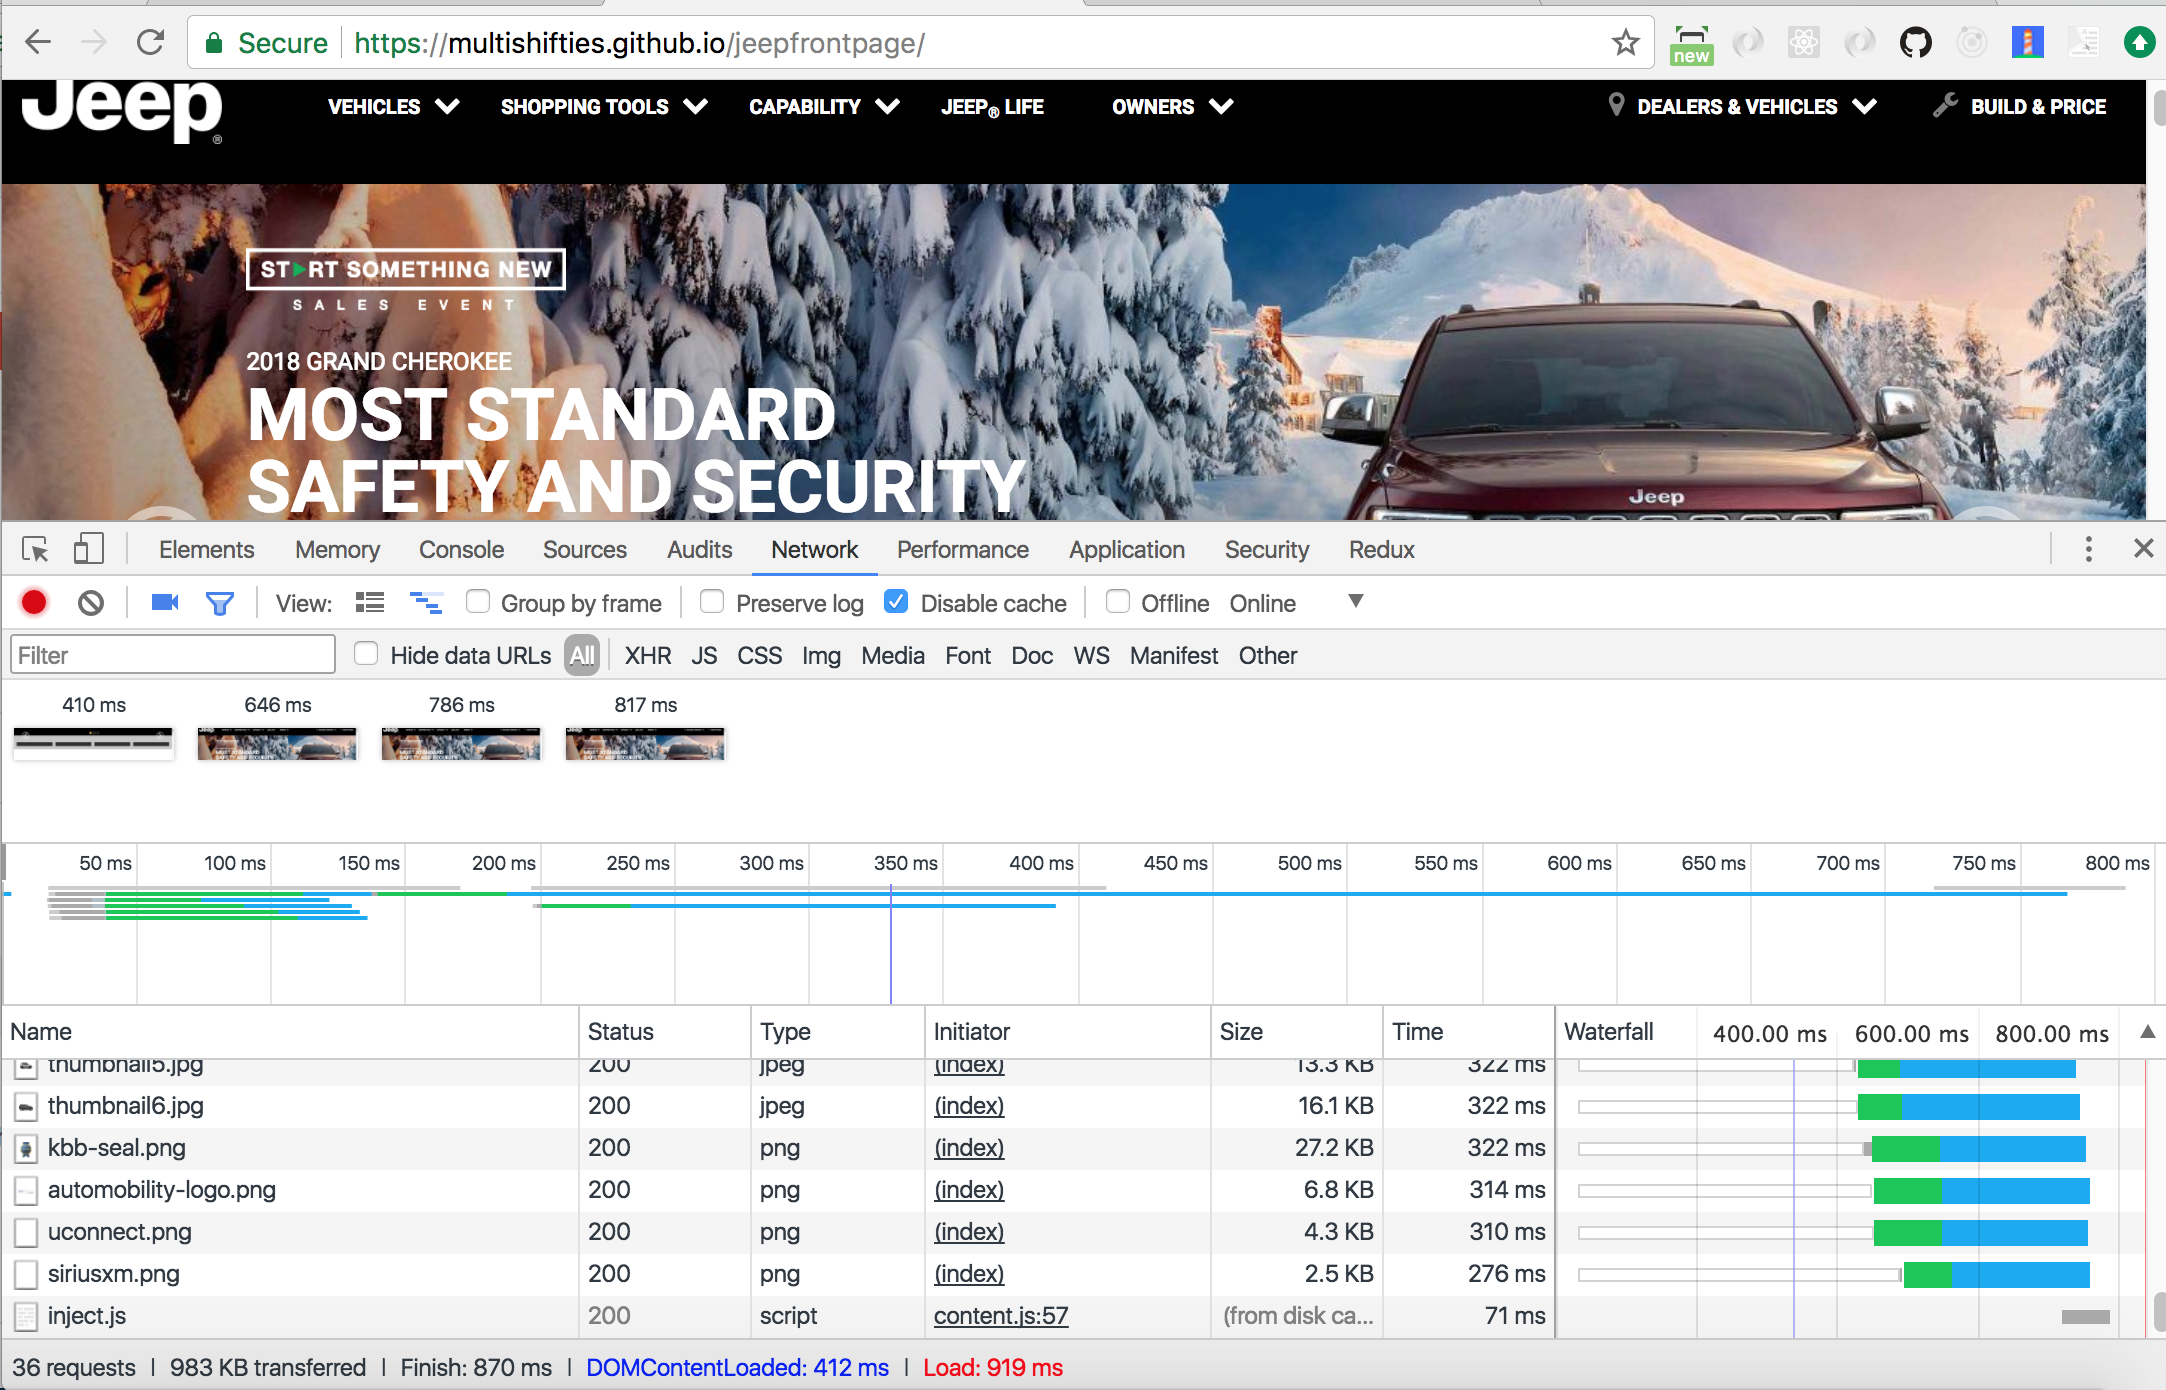 Secure https://multishifties.github.io/jeepfrontpage/
new
Jeep®
VEHICLES SHOPPING TOOLS CAPABILITY JEEP® LIFE OWNERS DEALERS & VEHICLES BUILD & PRICE
START SOMETHING NEW
SALES EVENT
2018 GRAND CHEROKEE
MOST STANDARD
SAFETY AND SECURITY
Jeep
Elements Memory Console Sources Audits Network Performance Application Security Redux
View: Group by frame Preserve log Disable cache Offline Online
Filter Hide data URLs All XHR JS CSS Img Media Font Doc WS Manifest Other
410 ms 646 ms 786 ms 817 ms
50 ms 100 ms 150 ms 200 ms 250 ms 300 ms 350 ms 400 ms 450 ms 500 ms 550 ms 600 ms 650 ms 700 ms 750 ms 800 ms
Name Status Type Initiator Size Time Waterfall 400.00 ms 600.00 ms 800.00 ms
thumbnail5.jpg 200 jpeg (index) 13.3 KB 322 ms
thumbnail6.jpg 200 jpeg (index) 16.1 KB 322 ms
kbb-seal.png 200 png (index) 27.2 KB 322 ms
automobility-logo.png 200 png (index) 6.8 KB 314 ms
uconnect.png 200 png (index) 4.3 KB 310 ms
siriusxm.png 200 png (index) 2.5 KB 276 ms
inject.js 200 script content.js:57 (from disk ca... 71 ms
36 requests | 983 KB transferred | Finish: 870 ms | DOMContentLoaded: 412 ms | Load: 919 ms